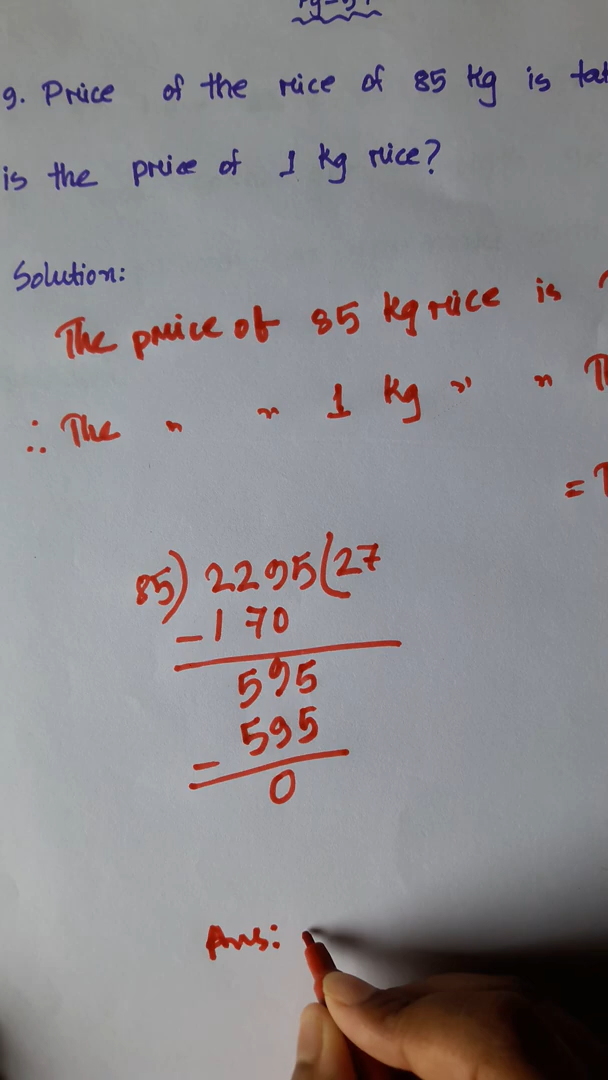 9. Price of the rice of 85 kg is
is the price of 1 kg rice?
Solution:
The price of 85 kg rice is
∴ The " " 1 kg " "
=
85) 2295 (27
- 170
595
- 595
0
Ans: